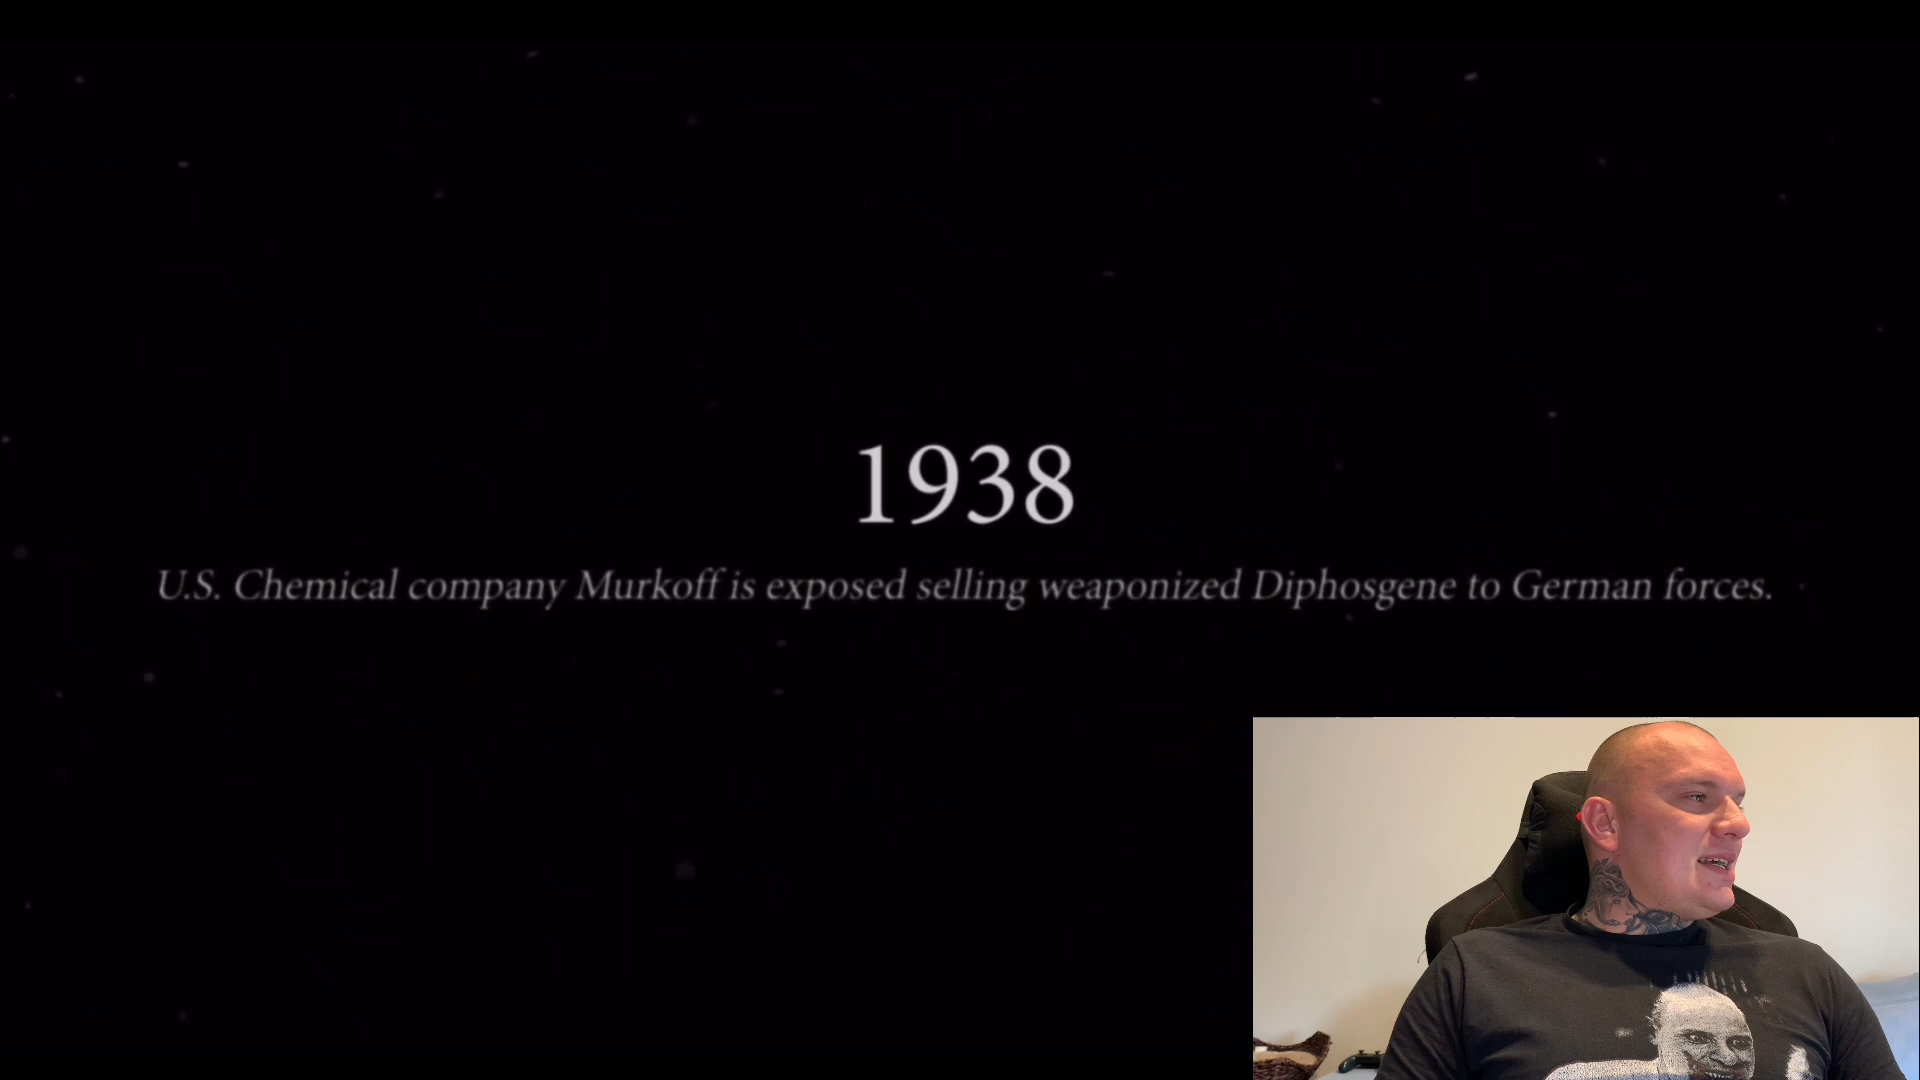 1938
U.S. Chemical company Murkoff is exposed selling weaponized Diphosgene to German forces.